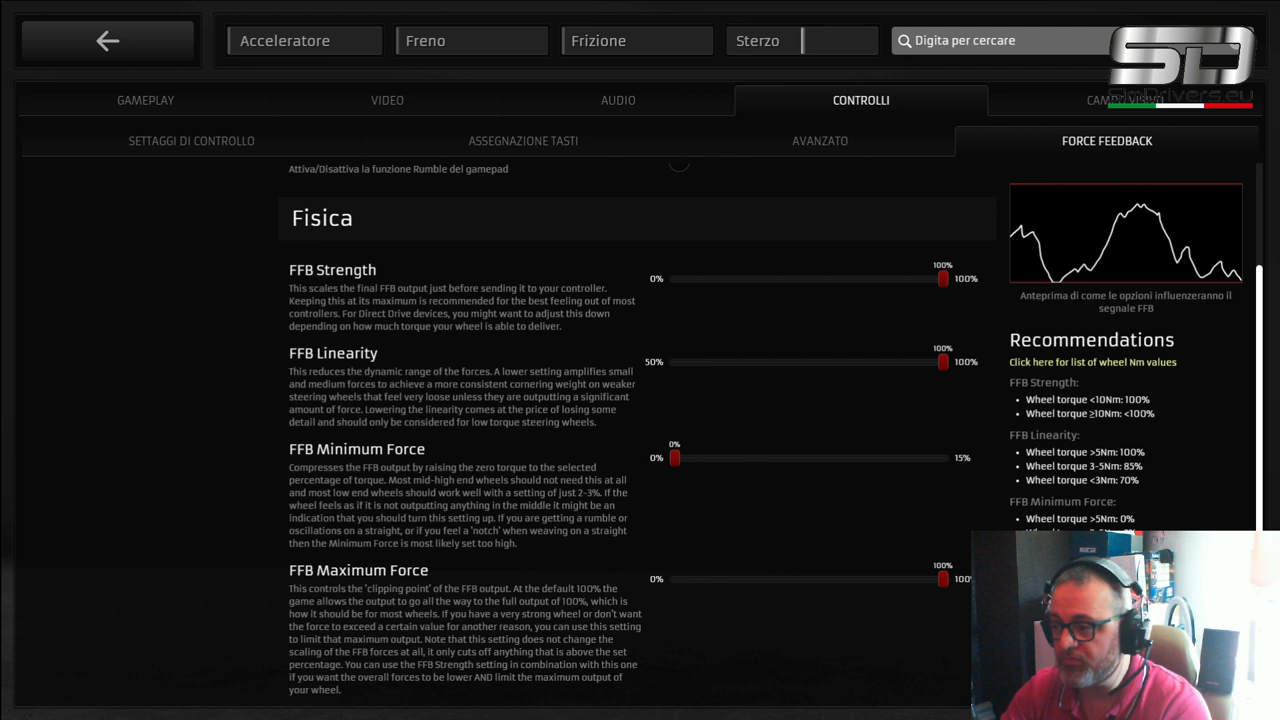 Acceleratore
Freno
Frizione
Sterzo
Digita per cercare
SD
SimDrivers.eu
GAMEPLAY
VIDEO
AUDIO
CONTROLLI
CAMPO VISIVO
SETTAGGI DI CONTROLLO
ASSEGNAZIONE TASTI
AVANZATO
FORCE FEEDBACK
Attiva/Disattiva la funzione Rumble del gamepad
Fisica
FFB Strength
This scales the final FFB output just before sending it to your controller.
Keeping this at its maximum is recommended for the best feeling out of most
controllers. For Direct Drive devices, you might want to adjust this down
depending on how much torque your wheel is able to deliver.
0%
100%
100%
FFB Linearity
This reduces the dynamic range of the forces. A lower setting amplifies small
and medium forces to achieve a more consistent cornering weight on weaker
steering wheels that feel very loose unless they are outputting a significant
amount of force. Lowering the linearity comes at the price of losing some
detail and should only be considered for low torque steering wheels.
50%
100%
100%
FFB Minimum Force
Compresses the FFB output by raising the zero torque to the selected
percentage of torque. Most mid-high end wheels should not need this at all
and most low end wheels should work well with a setting of just 2-3%. If the
wheel feels as if it is not outputting anything in the middle it might be an
indication that you should turn this setting up. If you are getting a rumble or
oscillations on a straight, or if you feel a 'notch' when weaving on a straight
then the Minimum Force is most likely set too high.
0%
0%
15%
FFB Maximum Force
This controls the 'clipping point' of the FFB output. At the default 100% the
game allows the output to go all the way to the full output of 100%, which is
how it should be for most wheels. If you have a very strong wheel or don't want
the force to exceed a certain value for another reason, you can use this setting
to limit that maximum output. Note that this setting does not change the
scaling of the FFB forces at all, it only cuts off anything that is above the set
percentage. You can use the FFB Strength setting in combination with this one
if you want the overall forces to be lower AND limit the maximum output of
your wheel.
0%
100%
100
Anteprima di come le opzioni influenzeranno il
segnale FFB
Recommendations
Click here for list of wheel Nm values
FFB Strength:
• Wheel torque <10Nm: 100%
• Wheel torque ≥10Nm: <100%
FFB Linearity:
• Wheel torque >5Nm: 100%
• Wheel torque 3-5Nm: 85%
• Wheel torque <3Nm: 70%
FFB Minimum Force:
• Wheel torque >5Nm: 0%